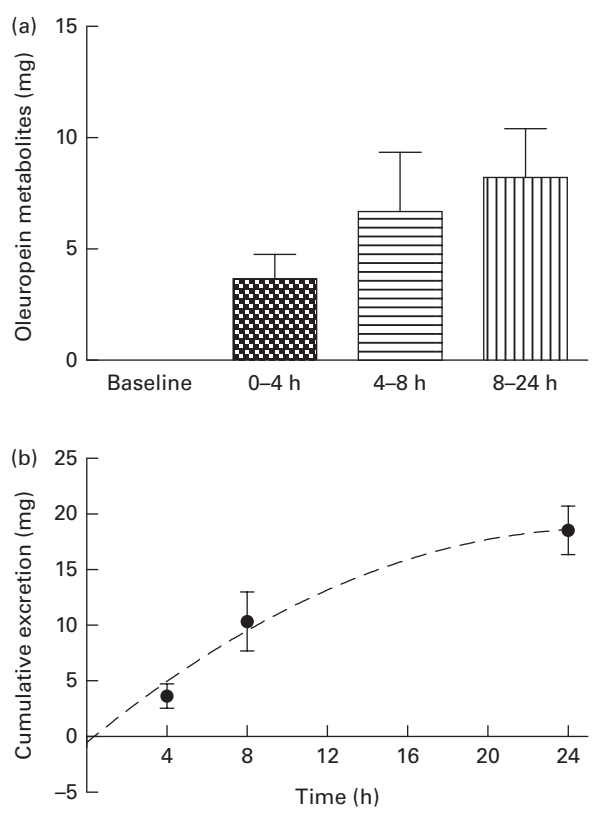 (a)
Oleuropein metabolites (mg)
15
10
5
0
Baseline 0–4 h 4–8 h 8–24 h
(b)
Cumulative excretion (mg)
25
20
15
10
5
0
–5
4 8 12 16 20 24
Time (h)